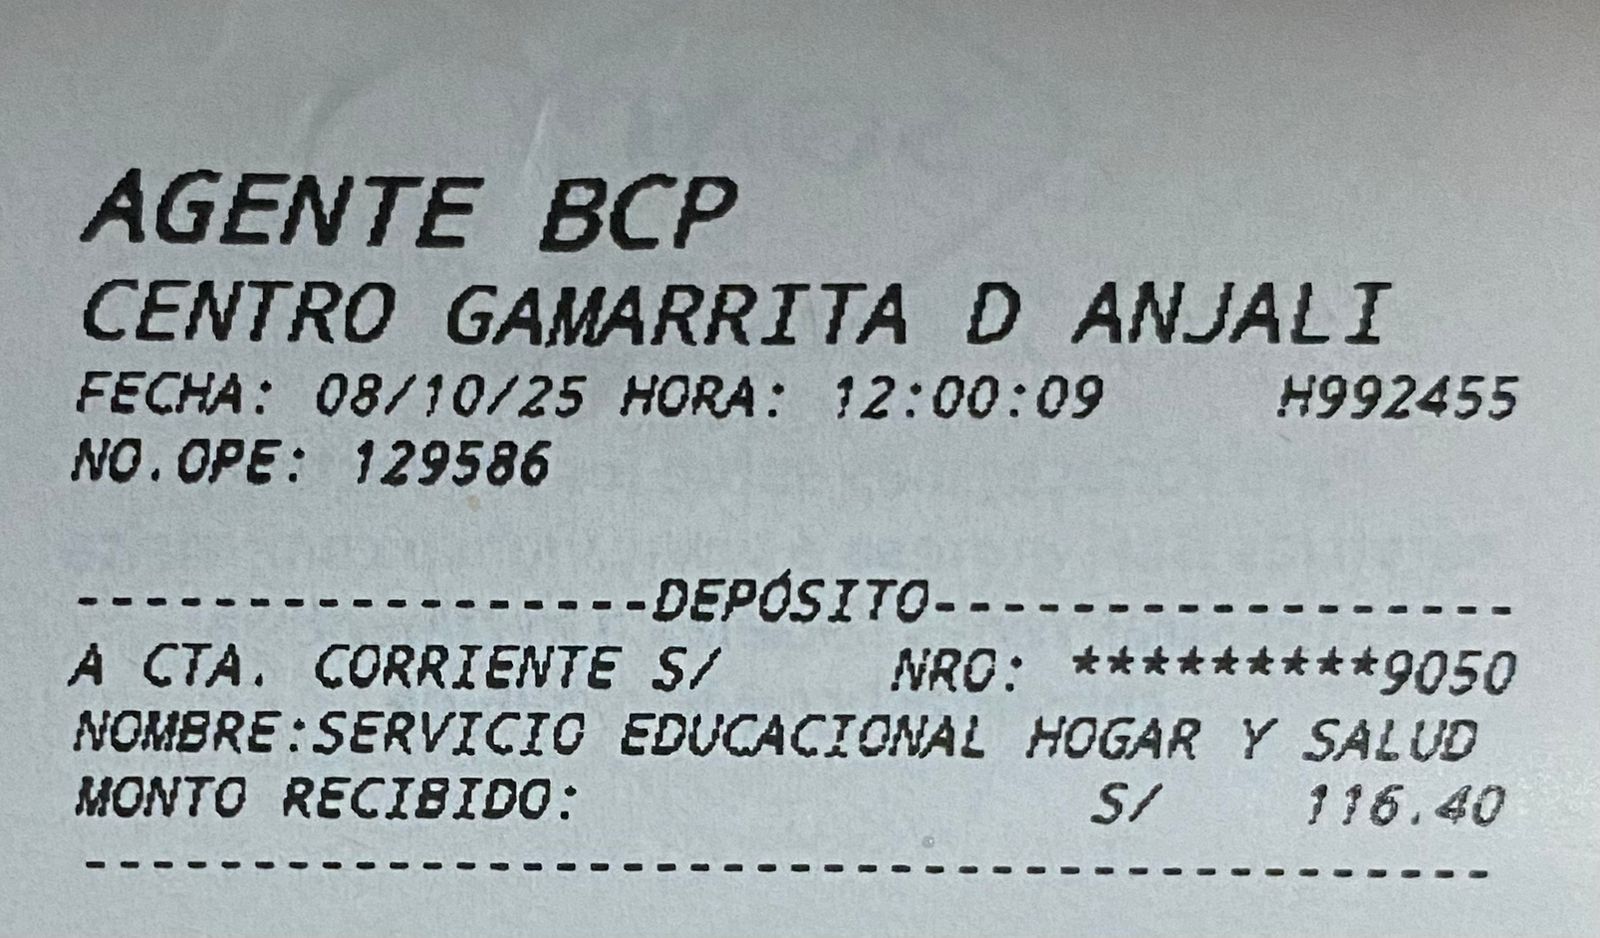 AGENTE BCP
CENTRO GAMARRITA D ANJALI
FECHA: 08/10/25 HORA: 12:00:09 H992455
NO.OPE: 129586
-----------------DEPÓSITO-----------------
A CTA. CORRIENTE S/ NRO: *********9050
NOMBRE:SERVICIO EDUCACIONAL HOGAR Y SALUD
MONTO RECIBIDO: S/ 116.40
------------------------------------------